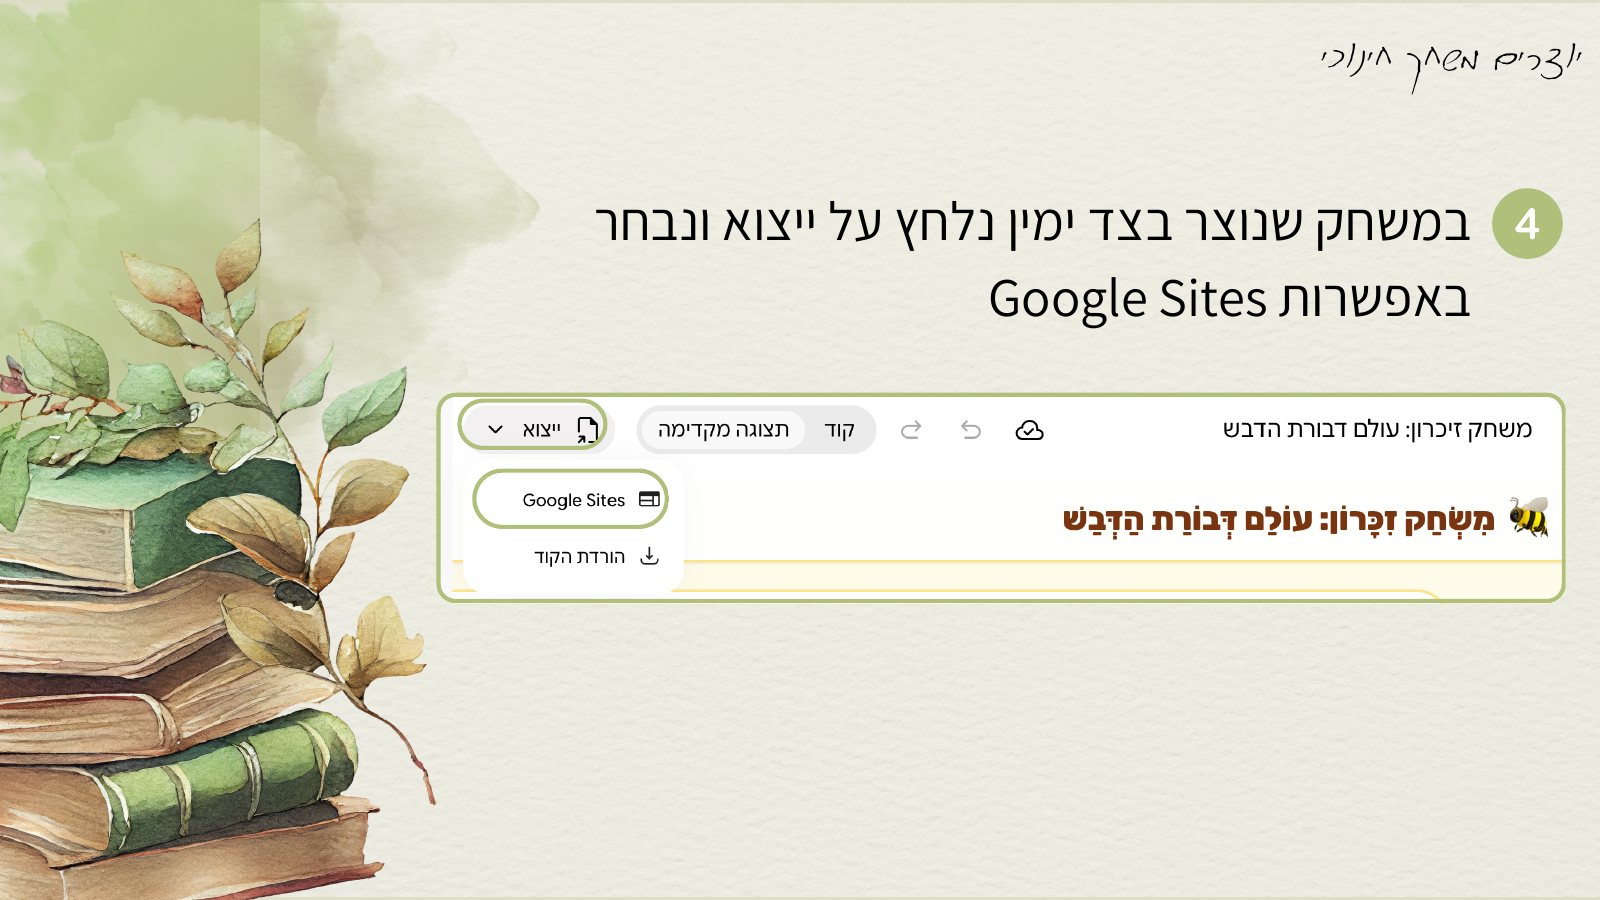 יוצרים משחק חינוכי
4 במשחק שנוצר בצד ימין נלחץ על ייצוא ונבחר
באפשרות Google Sites
משחק זיכרון: עולם דבורת הדבש
קוד תצוגה מקדימה ייצוא
Google Sites
הורדת הקוד
מִשְׂחַק זִכָּרוֹן: עוֹלַם דְּבוֹרַת הַדְּבַשׁ